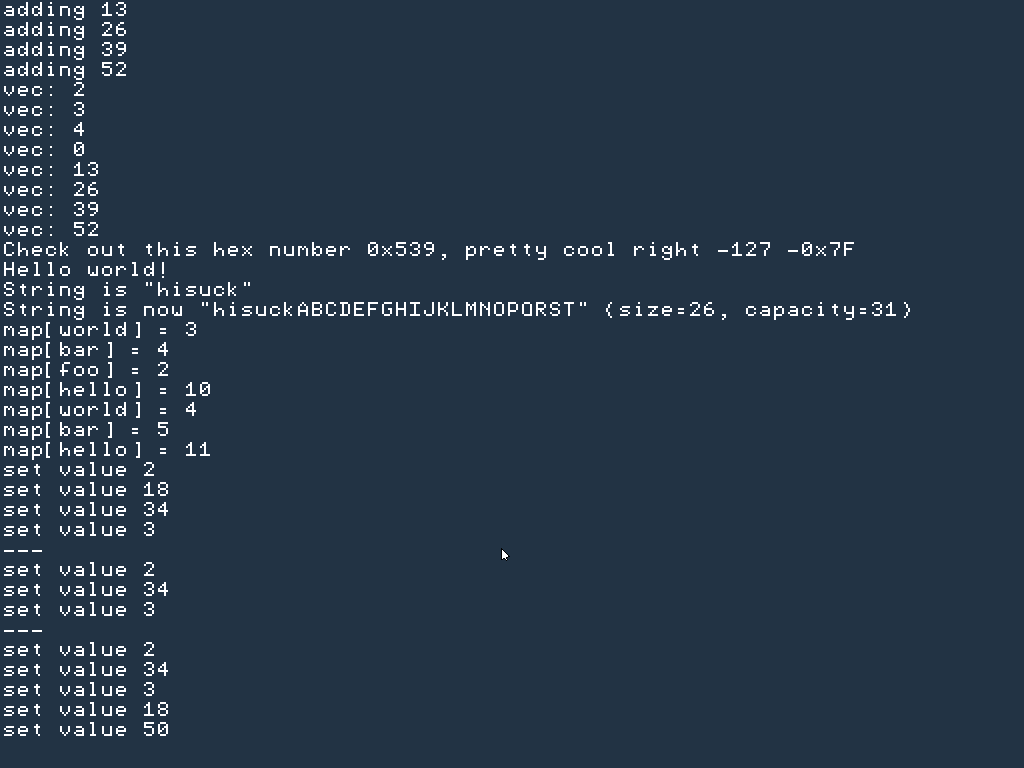 adding 13
adding 26
adding 39
adding 52
vec: 2
vec: 3
vec: 4
vec: 0
vec: 13
vec: 26
vec: 39
vec: 52
Check out this hex number 0x539, pretty cool right -127 -0x7F
Hello world!
String is "hisuck"
String is now "hisuckABCDEFGHIJKLMNOPQRST" (size=26, capacity=31)
map[world] = 3
map[bar] = 4
map[foo] = 2
map[hello] = 10
map[world] = 4
map[bar] = 5
map[hello] = 11
set value 2
set value 18
set value 34
set value 3
---
set value 2
set value 34
set value 3
---
set value 2
set value 34
set value 3
set value 18
set value 50